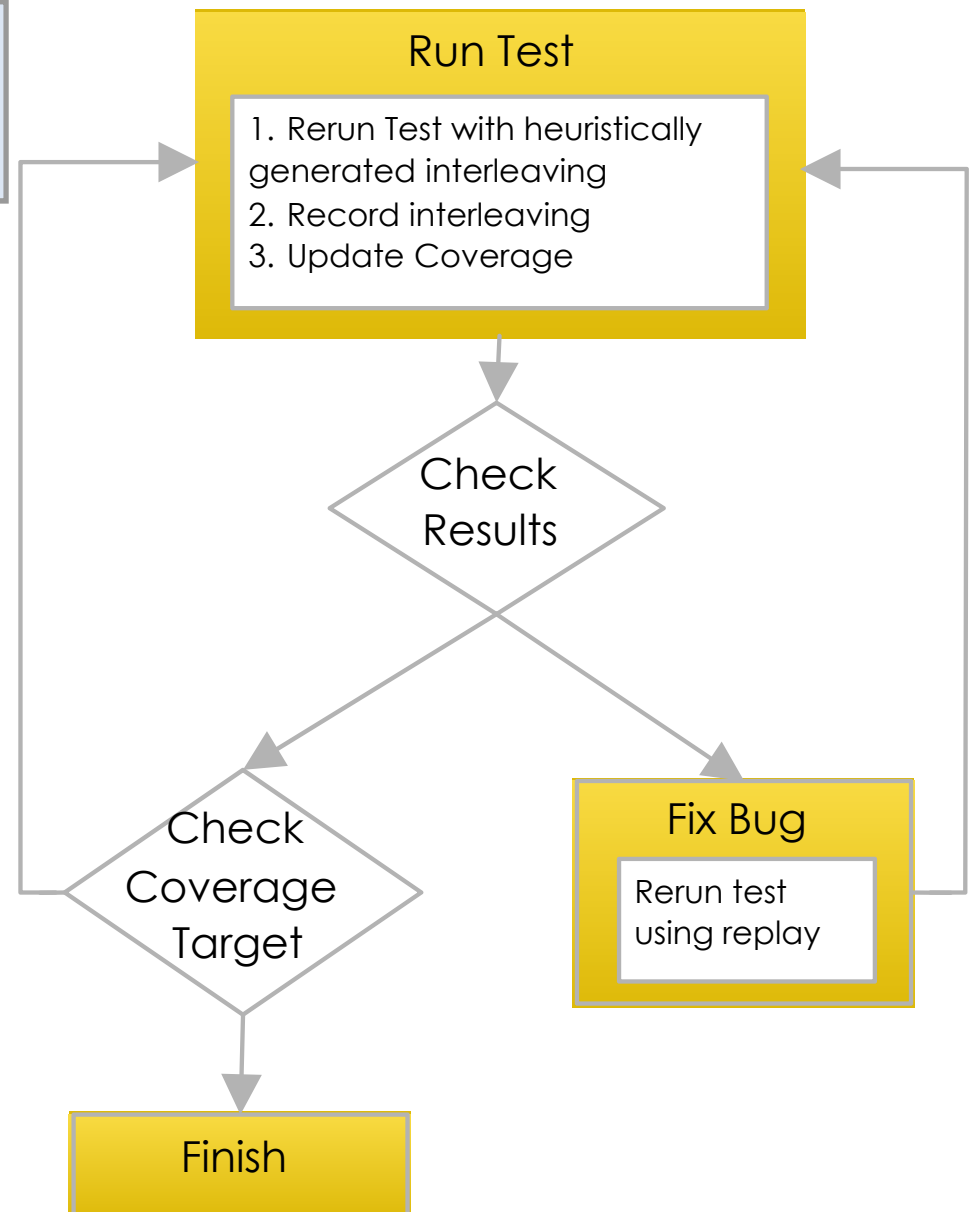 Run Test
1. Rerun Test with heuristically
generated interleaving
2. Record interleaving
3. Update Coverage
Check
Results
Check
Coverage
Target
Fix Bug
Rerun test
using replay
Finish